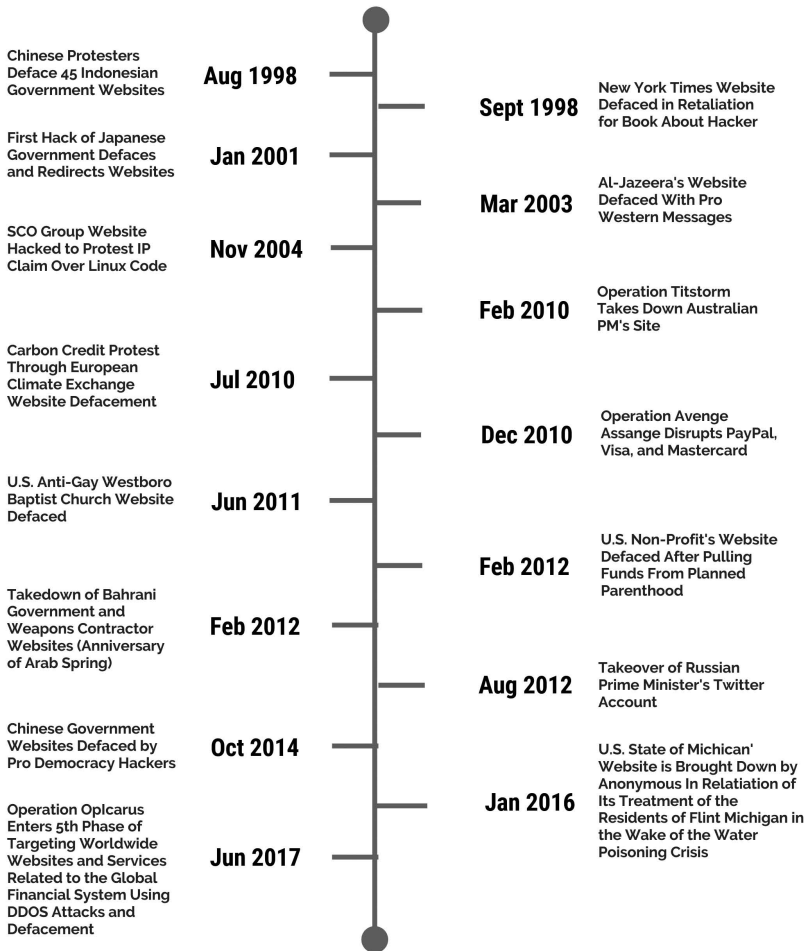 Chinese Protesters
Deface 45 Indonesian
Government Websites
Aug 1998
Sept 1998
New York Times Website
Defaced in Retaliation
for Book About Hacker
First Hack of Japanese
Government Defaces
and Redirects Websites
Jan 2001
Mar 2003
Al-Jazeera's Website
Defaced With Pro
Western Messages
SCO Group Website
Hacked to Protest IP
Claim Over Linux Code
Nov 2004
Feb 2010
Operation Titstorm
Takes Down Australian
PM's Site
Carbon Credit Protest
Through European
Climate Exchange
Website Defacement
Jul 2010
Dec 2010
Operation Avenge
Assange Disrupts PayPal,
Visa, and Mastercard
U.S. Anti-Gay Westboro
Baptist Church Website
Defaced
Jun 2011
Feb 2012
U.S. Non-Profit's Website
Defaced After Pulling
Funds From Planned
Parenthood
Takedown of Bahrani
Government and
Weapons Contractor
Websites (Anniversary
of Arab Spring)
Feb 2012
Aug 2012
Takeover of Russian
Prime Minister's Twitter
Account
Chinese Government
Websites Defaced by
Pro Democracy Hackers
Oct 2014
Jan 2016
U.S. State of Michican'
Website is Brought Down by
Anonymous In Relatiation of
Its Treatment of the
Residents of Flint Michigan in
the Wake of the Water
Poisoning Crisis
Operation OpIcarus
Enters 5th Phase of
Targeting Worldwide
Websites and Services
Related to the Global
Financial System Using
DDOS Attacks and
Defacement
Jun 2017